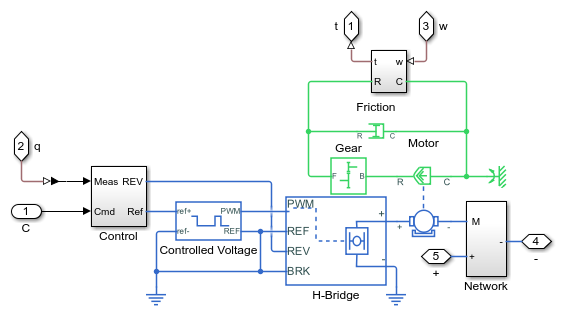 t 1 3 w
t w
R C
Friction
R C
Gear Motor
F B R C
2 q
Meas REV
Cmd Ref
1
C
Control
ref+ PWM
ref- REF
Controlled Voltage
PWM
REF
REV
BRK
+
-
H-Bridge
+ -
M
+ -
5
+
4
-
Network